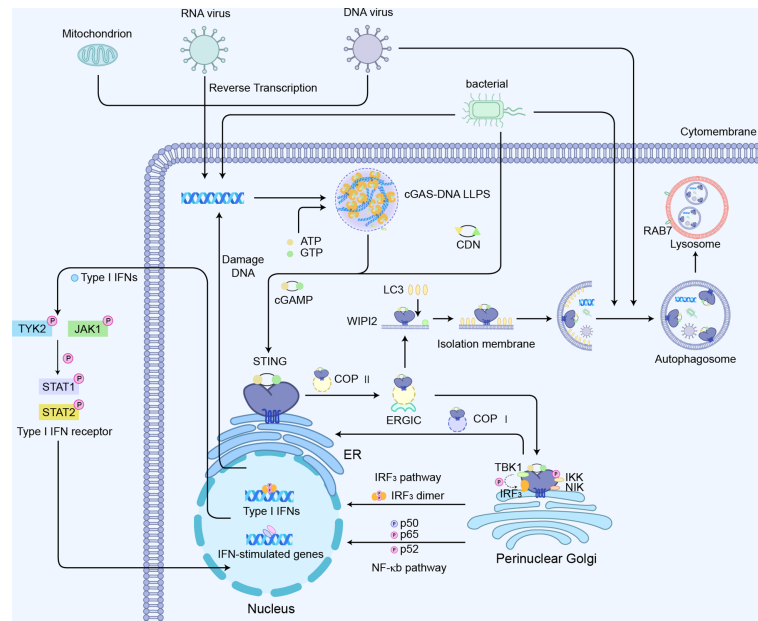 RNA virus
DNA virus
Mitochondrion
Reverse Transcription
bacterial
Cytomembrane
cGAS-DNA LLPS
ATP
GTP
CDN
RAB7
Lysosome
Damage
DNA
Type I IFNs
cGAMP
LC3
WIPI2
TYK2
P
JAK1
P
Isolation membrane
Autophagosome
P
STING
STAT1
P
COP II
STAT2
P
ERGIC
COP I
Type I IFN receptor
ER
TBK1
P
P
IKK
NIK
IRF3
IRF3 pathway
IRF3 dimer
Type I IFNs
P p50
P p65
P p52
IFN-stimulated genes
NF-κb pathway
Perinuclear Golgi
Nucleus